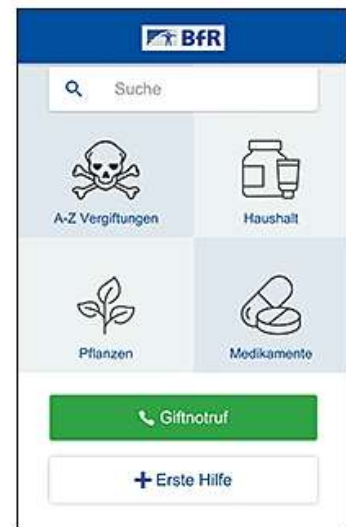 BfR
Suche
A-Z Vergiftungen
Haushalt
Pflanzen
Medikamente
Giftnotruf
Erste Hilfe